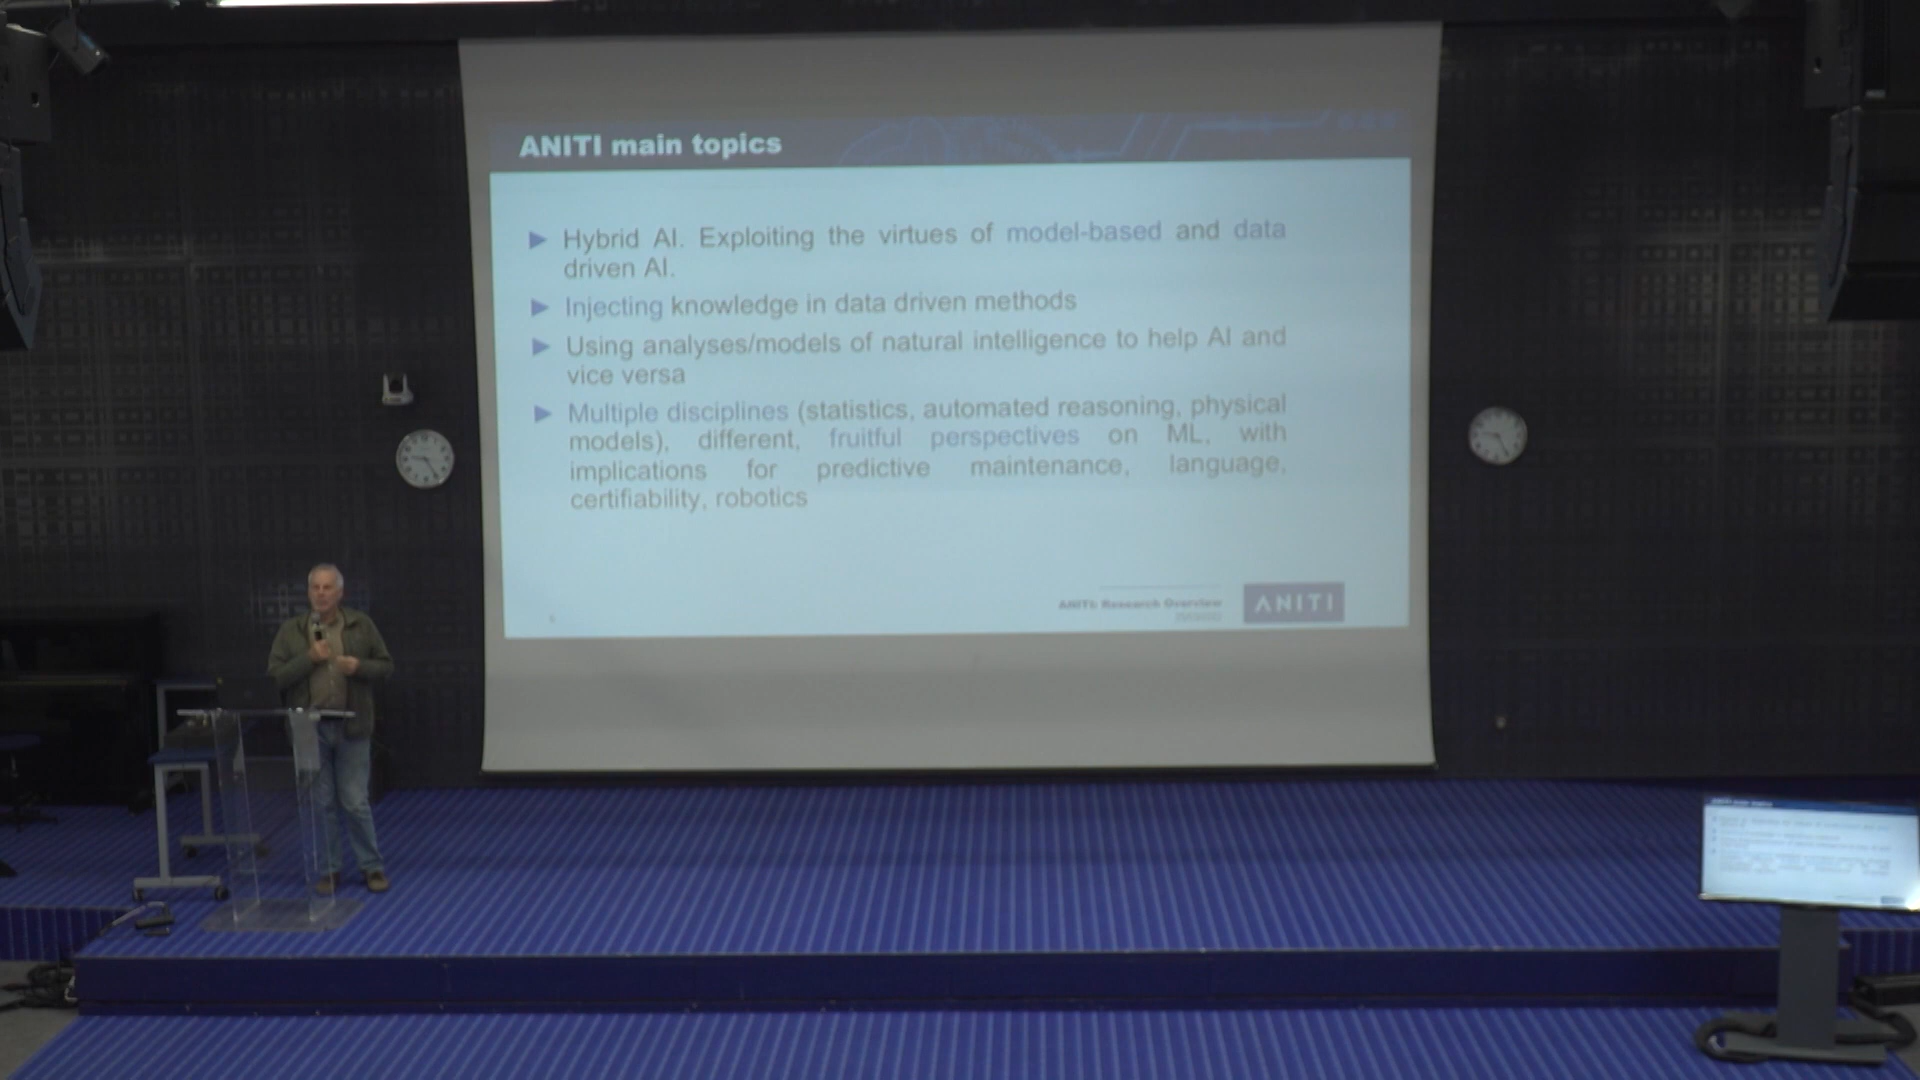 ANITI main topics
Hybrid AI. Exploiting the virtues of model-based and data
driven AI.
Injecting knowledge in data driven methods
Using analyses/models of natural intelligence to help AI and
vice versa
Multiple disciplines (statistics, automated reasoning, physical
models), different, fruitful perspectives on ML, with
implications for predictive maintenance, language,
certifiability, robotics
ANITI: Research Overview
ANITI
ANITI main topics